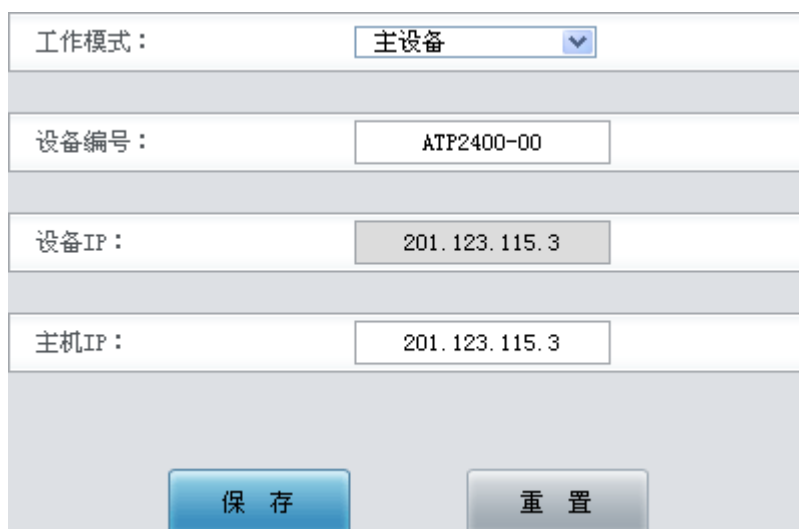 工作模式： 主设备
设备编号： ATP2400-00
设备IP： 201.123.115.3
主机IP： 201.123.115.3
保 存 重 置